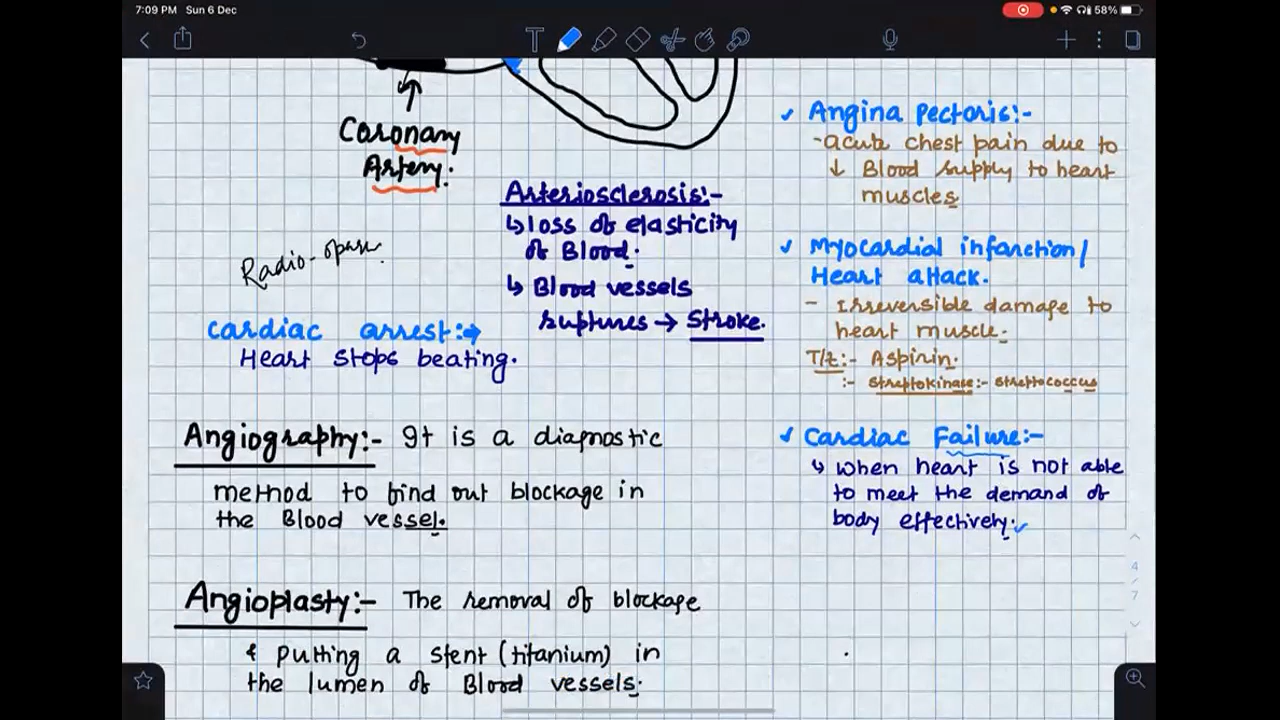 7:09 PM Sun 6 Dec
58%
T
Coronary
Artery:
Arteriosclerosis:-
↳ loss of elasticity
of Blood.
↳ Blood vessels
ruptures → Stroke.
Radio-opaque
Cardiac arrest:→
Heart stops beating.
Angiography:- It is a diagnostic
method to find out blockage in
the Blood vessel.
Angioplasty:- The removal of blockage
& putting a stent (titanium) in
the lumen of Blood vessels.
✓ Angina Pectoris:-
-acute chest pain due to
↓ Blood supply to heart
muscles
✓ Myocardial infarction/
Heart attack.
- Irreversible damage to
heart muscle.
T/t:- Aspirin.
:- Streptokinase:- Streptococcus
✓ Cardiac Failure:-
↳ when heart is not able
to meet the demand of
body effectively.
4
/
7